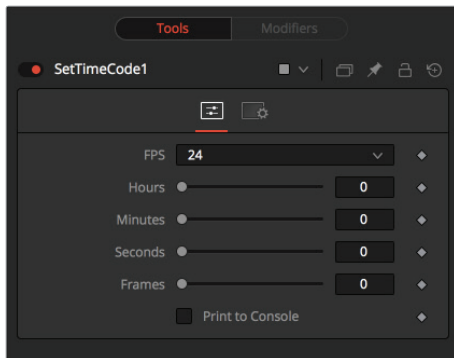 Tools Modifiers
SetTimeCode1
FPS 24
Hours 0
Minutes 0
Seconds 0
Frames 0
Print to Console